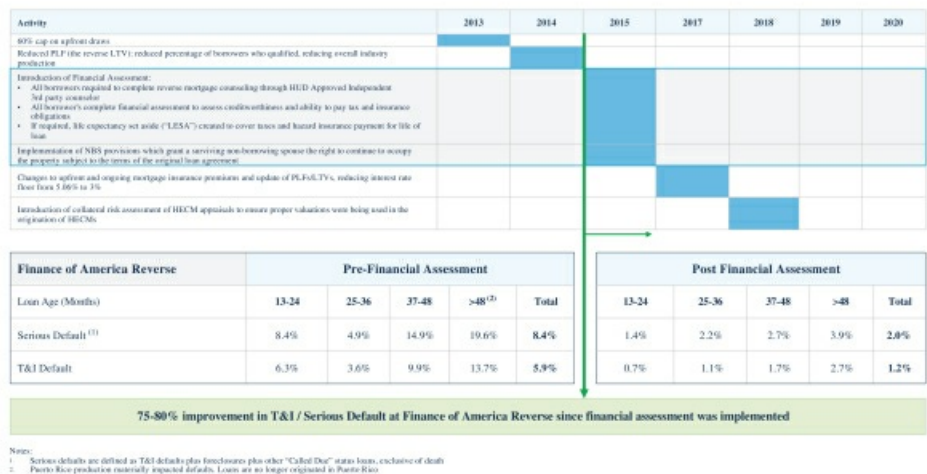 Activity 2013 2014 2015 2017 2018 2019 2020
60% cap on upfront draws
Reduced PLF (the reverse LTV); reduced percentage of borrowers who qualified, reducing overall industry
production
Introduction of Financial Assessment:
• All borrowers required to complete reverse mortgage counseling through HUD Approved Independent
3rd party counselor
• All borrower's complete financial assessment to assess creditworthiness and ability to pay tax and insurance
obligations
• If required, life expectancy set aside ("LESA") created to cover taxes and hazard insurance payment for life of
loan
Implementation of NBS provisions which grant a surviving non-borrowing spouse the right to continue to occupy
the property subject to the terms of the original loan agreement
Changes to upfront and ongoing mortgage insurance premiums and update of PLFs/LTVs, reducing interest rate
floor from 5.06% to 3%
Introduction of collateral risk assessment of HECM appraisals to ensure proper valuations were being used in the
origination of HECMs
Finance of America Reverse Pre-Financial Assessment Post Financial Assessment
Loan Age (Months) 13-24 25-36 37-48 >48(2) Total 13-24 25-36 37-48 >48 Total
Serious Default (1) 8.4% 4.9% 14.9% 19.6% 8.4% 1.4% 2.2% 2.7% 3.9% 2.0%
T&I Default 6.3% 3.6% 9.9% 13.7% 5.9% 0.7% 1.1% 1.7% 2.7% 1.2%
75-80% improvement in T&I / Serious Default at Finance of America Reverse since financial assessment was implemented
Notes:
1 Serious defaults are defined as T&I defaults plus foreclosures plus other "Called Due" status loans, exclusive of death
2 Puerto Rico production materially impacted defaults. Loans are no longer originated in Puerto Rico